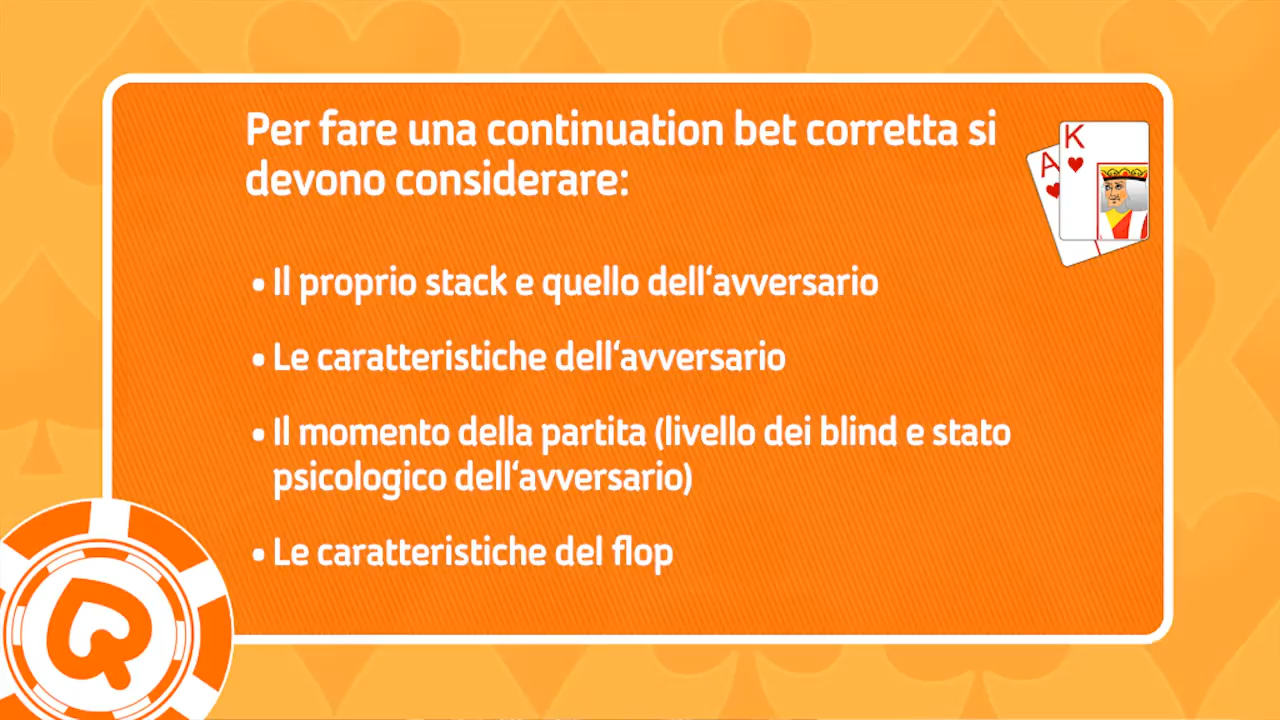 Per fare una continuation bet corretta si
devono considerare:
• Il proprio stack e quello dell‘avversario
• Le caratteristiche dell‘avversario
• Il momento della partita (livello dei blind e stato
psicologico dell‘avversario)
• Le caratteristiche del flop
A
K